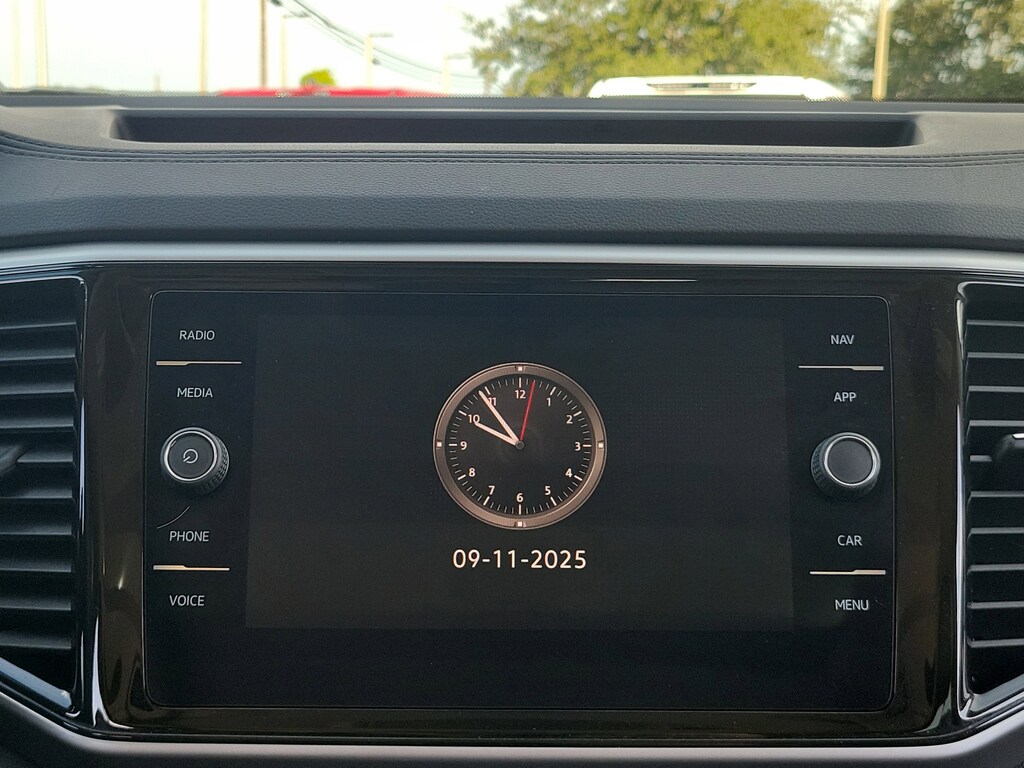 RADIO
MEDIA
PHONE
VOICE
12
1
2
3
4
5
6
7
8
9
10
11
09-11-2025
NAV
APP
CAR
MENU